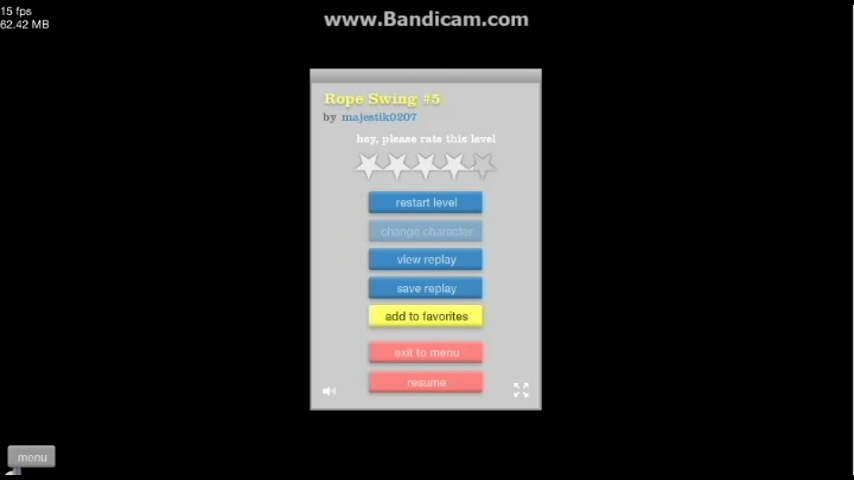 15 fps
62.42 MB
www.Bandicam.com
Rope Swing #5
by majestik0207
hey, please rate this level
restart level
change character
view replay
save replay
add to favorites
exit to menu
resume
menu